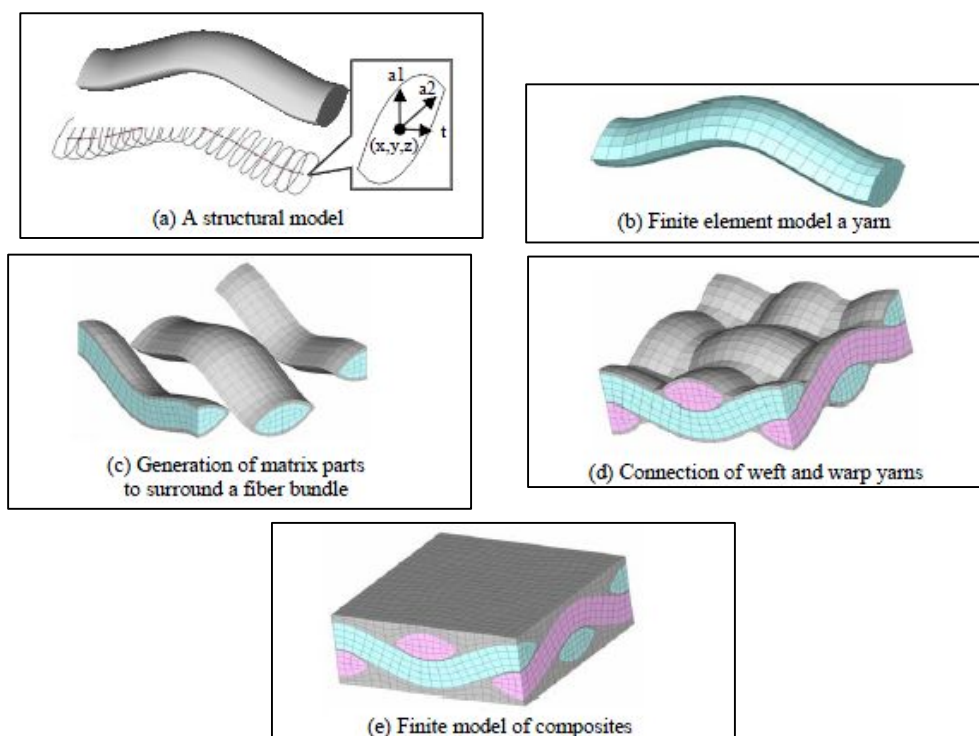 a1
a2
t
(x,y,z)
(a) A structural model
(b) Finite element model a yarn
(c) Generation of matrix parts
to surround a fiber bundle
(d) Connection of weft and warp yarns
(e) Finite model of composites